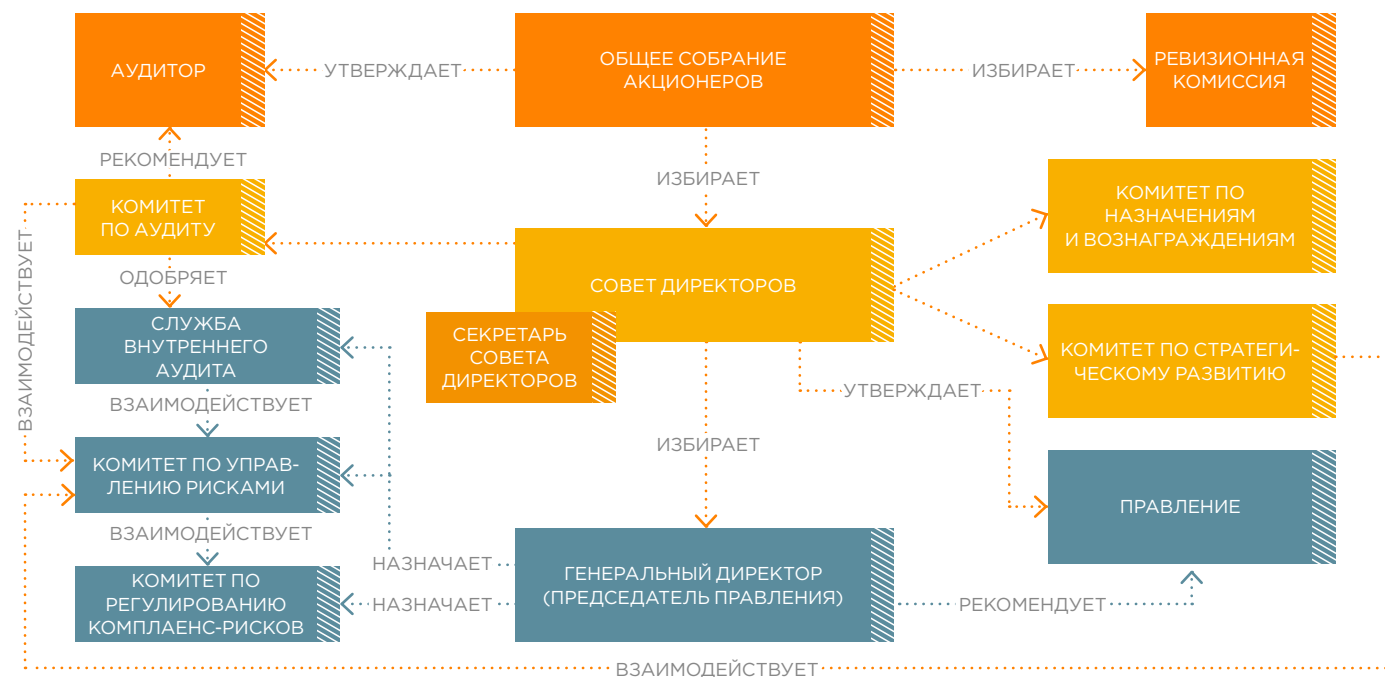 АУДИТОР
УТВЕРЖДАЕТ
ОБЩЕЕ СОБРАНИЕ
АКЦИОНЕРОВ
ИЗБИРАЕТ
РЕВИЗИОННАЯ
КОМИССИЯ
РЕКОМЕНДУЕТ
ИЗБИРАЕТ
КОМИТЕТ
ПО АУДИТУ
КОМИТЕТ ПО
НАЗНАЧЕНИЯМ
И ВОЗНАГРАЖДЕНИЯМ
ВЗАИМОДЕЙСТВУЕТ
ОДОБРЯЕТ
СОВЕТ ДИРЕКТОРОВ
СЕКРЕТАРЬ
СОВЕТА
ДИРЕКТОРОВ
СЛУЖБА
ВНУТРЕННЕГО
АУДИТА
КОМИТЕТ ПО СТРАТЕГИ-
ЧЕСКОМУ РАЗВИТИЮ
УТВЕРЖДАЕТ
ВЗАИМОДЕЙСТВУЕТ
ИЗБИРАЕТ
КОМИТЕТ ПО УПРАВ-
ЛЕНИЮ РИСКАМИ
ПРАВЛЕНИЕ
ВЗАИМОДЕЙСТВУЕТ
НАЗНАЧАЕТ
ГЕНЕРАЛЬНЫЙ ДИРЕКТОР
(ПРЕДСЕДАТЕЛЬ ПРАВЛЕНИЯ)
КОМИТЕТ ПО
РЕГУЛИРОВАНИЮ
КОМПЛАЕНС-РИСКОВ
НАЗНАЧАЕТ
РЕКОМЕНДУЕТ
ВЗАИМОДЕЙСТВУЕТ